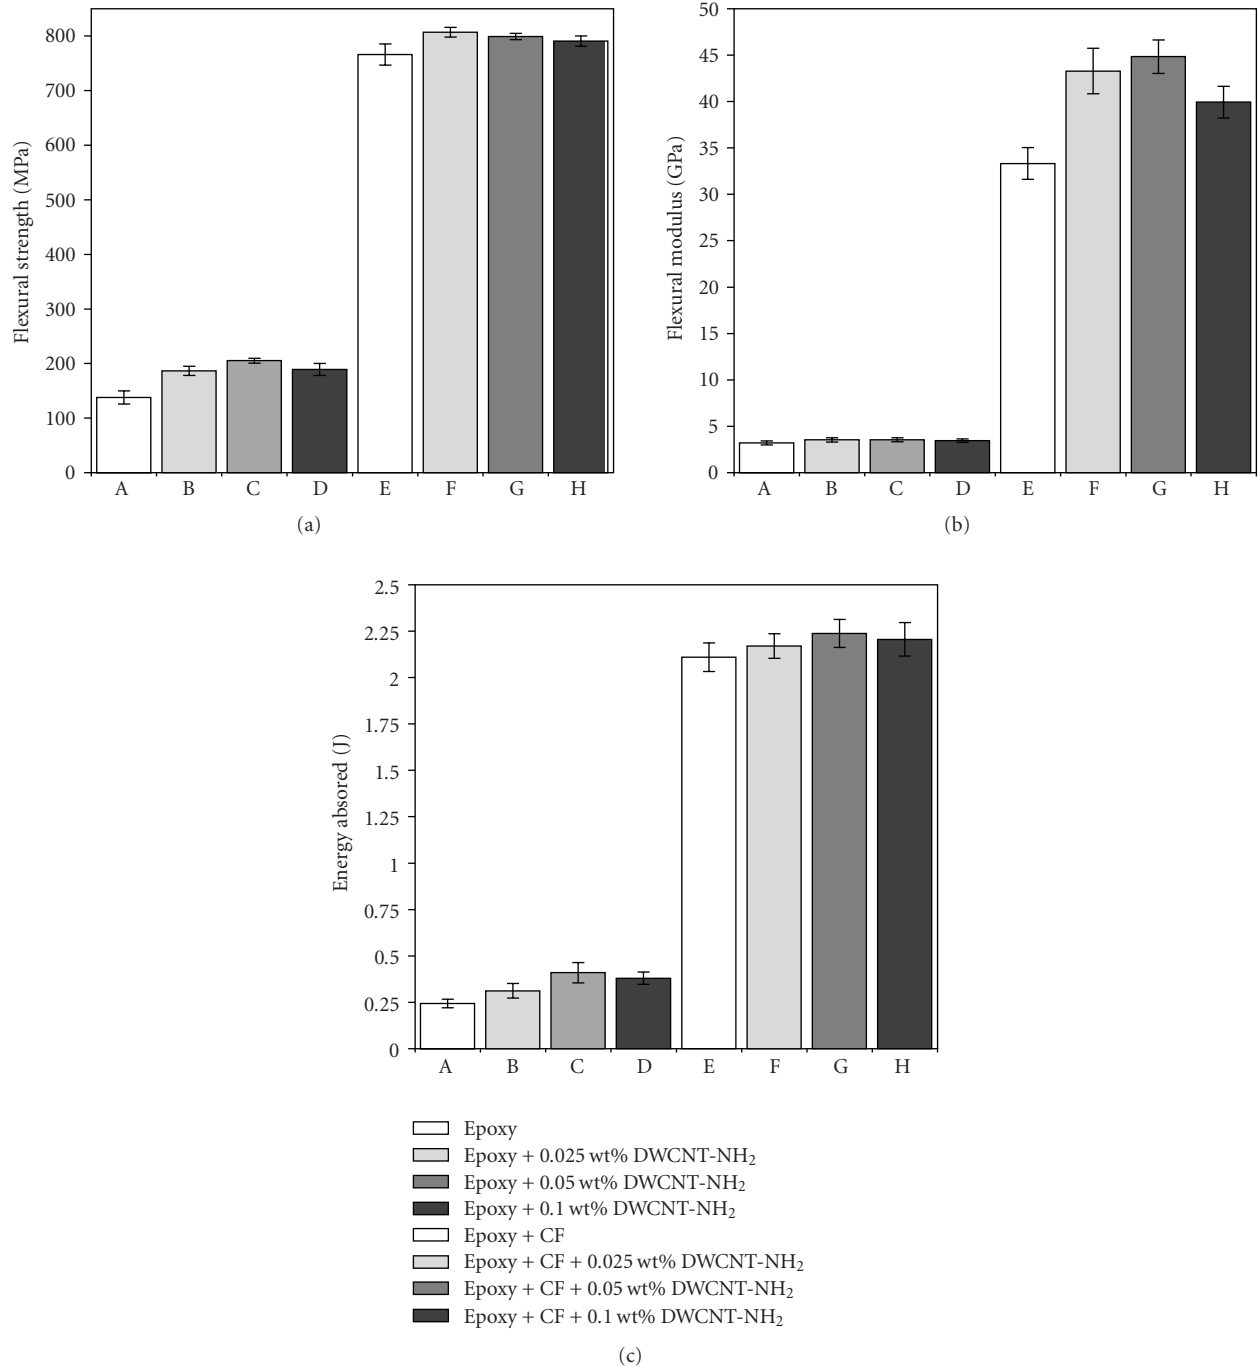 800
700
600
500
400
300
200
100
0
Flexural strength (MPa)
A B C D E F G H
(a)
50
45
40
35
30
25
20
15
10
5
0
Flexural modulus (GPa)
A B C D E F G H
(b)
2.5
2.25
2
1.75
1.5
1.25
1
0.75
0.5
0.25
0
Energy absored (J)
A B C D E F G H
Epoxy
Epoxy + 0.025 wt% DWCNT-NH₂
Epoxy + 0.05 wt% DWCNT-NH₂
Epoxy + 0.1 wt% DWCNT-NH₂
Epoxy + CF
Epoxy + CF + 0.025 wt% DWCNT-NH₂
Epoxy + CF + 0.05 wt% DWCNT-NH₂
Epoxy + CF + 0.1 wt% DWCNT-NH₂
(c)